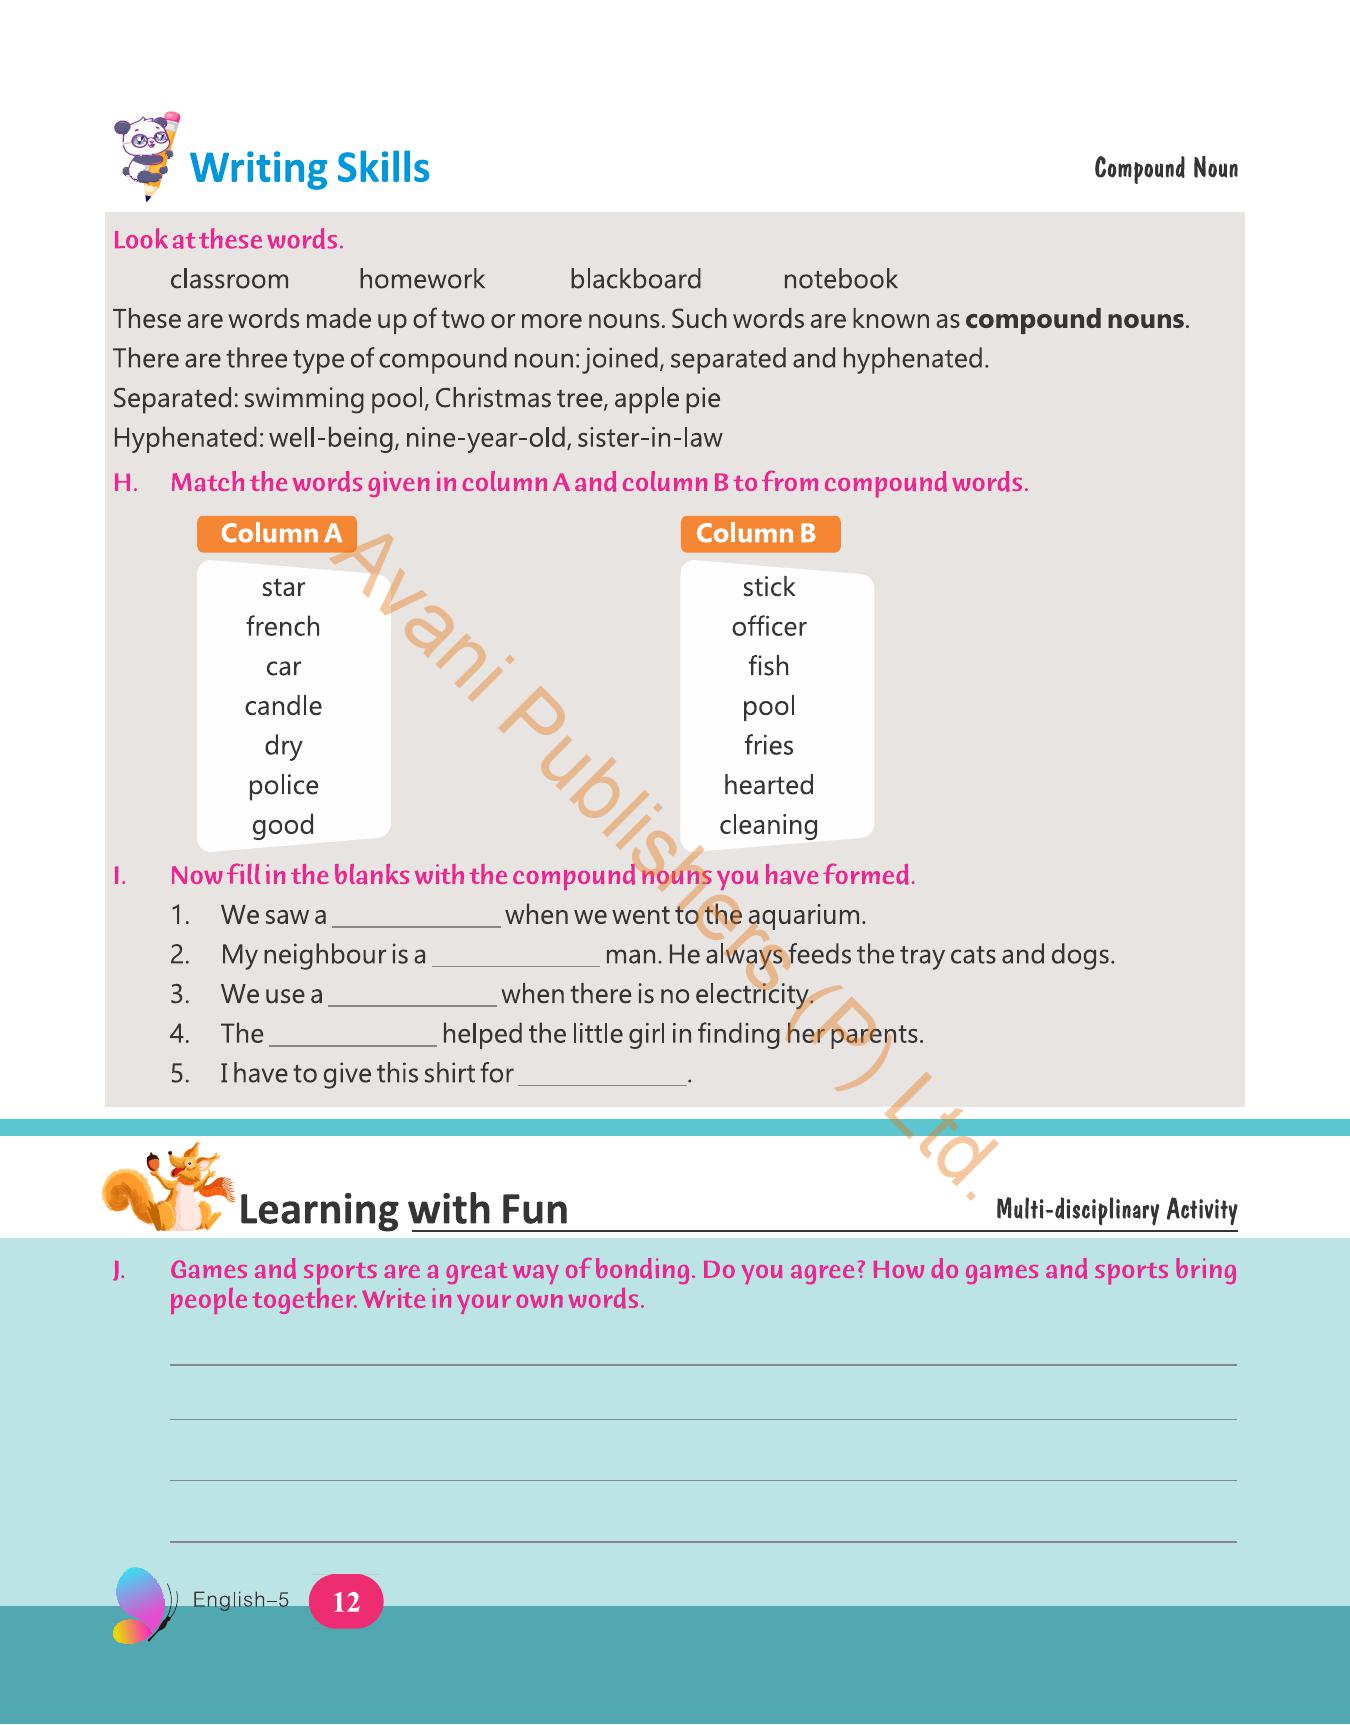 Writing Skills
Compound Noun
Look at these words.
classroom homework blackboard notebook
These are words made up of two or more nouns. Such words are known as compound nouns.
There are three type of compound noun: joined, separated and hyphenated.
Separated: swimming pool, Christmas tree, apple pie
Hyphenated: well-being, nine-year-old, sister-in-law
H. Match the words given in column A and column B to from compound words.
Column A Column B
star stick
french officer
car fish
candle pool
dry fries
police hearted
good cleaning
I. Now fill in the blanks with the compound nouns you have formed.
1. We saw a ____________ when we went to the aquarium.
2. My neighbour is a ____________ man. He always feeds the tray cats and dogs.
3. We use a ____________ when there is no electricity.
4. The ____________ helped the little girl in finding her parents.
5. I have to give this shirt for ____________.
Avani Publishers (P) Ltd.
Learning with Fun
Multi-disciplinary Activity
J. Games and sports are a great way of bonding. Do you agree? How do games and sports bring
people together. Write in your own words.
English–5 12